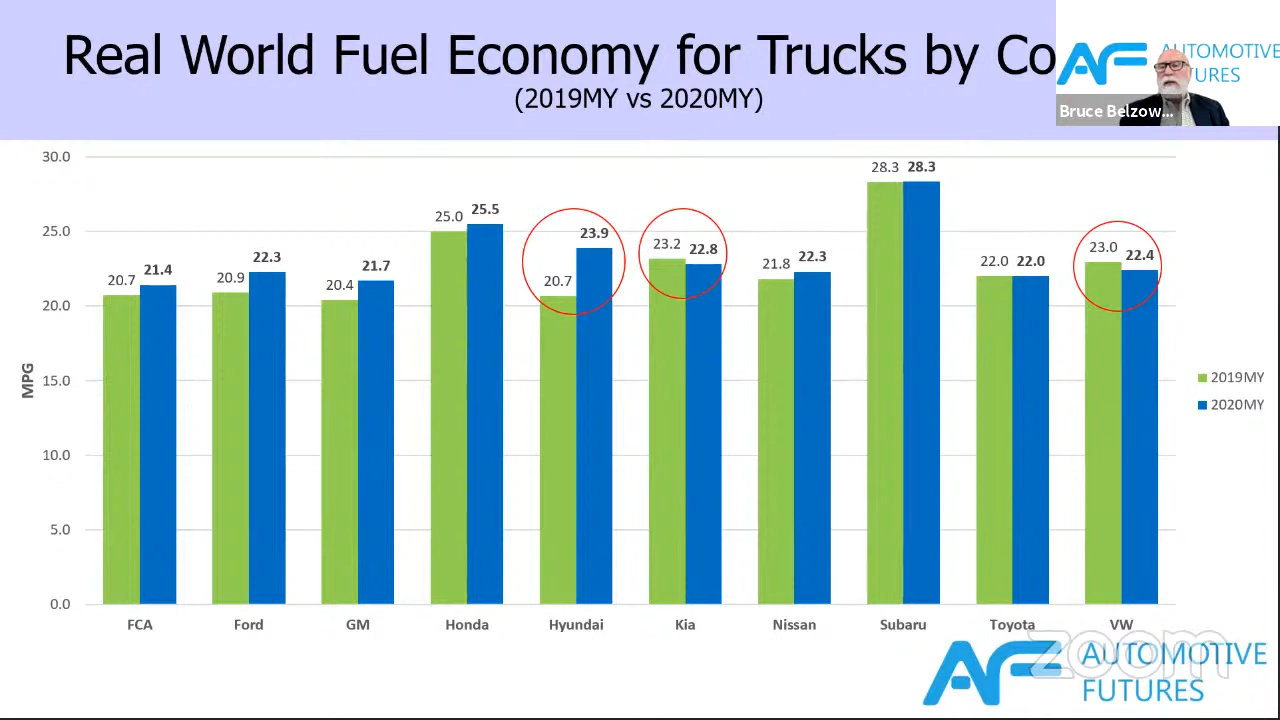 Real World Fuel Economy for Trucks by Co
(2019MY vs 2020MY)
AF AUTOMOTIVE
URES
Bruce Belzow...
30.0
25.0
20.0
15.0
10.0
5.0
0.0
MPG
20.7 21.4
20.9 22.3
20.4 21.7
25.0 25.5
20.7 23.9
23.2 22.8
21.8 22.3
28.3 28.3
22.0 22.0
23.0 22.4
2019MY
2020MY
FCA Ford GM Honda Hyundai Kia Nissan Subaru Toyota VW
zoom
AF AUTOMOTIVE
FUTURES